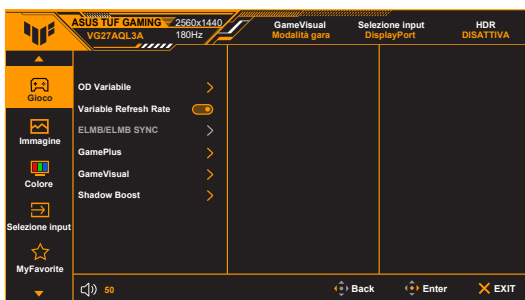 ASUS TUF GAMING 2560x1440
VG27AQL3A 180Hz
GameVisual
Modalità gara
Selezione input
DisplayPort
HDR
DISATTIVA
Gioco
Immagine
Colore
Selezione input
MyFavorite
OD Variabile
Variable Refresh Rate
ELMB/ELMB SYNC
GamePlus
GameVisual
Shadow Boost
50
Back
Enter
EXIT